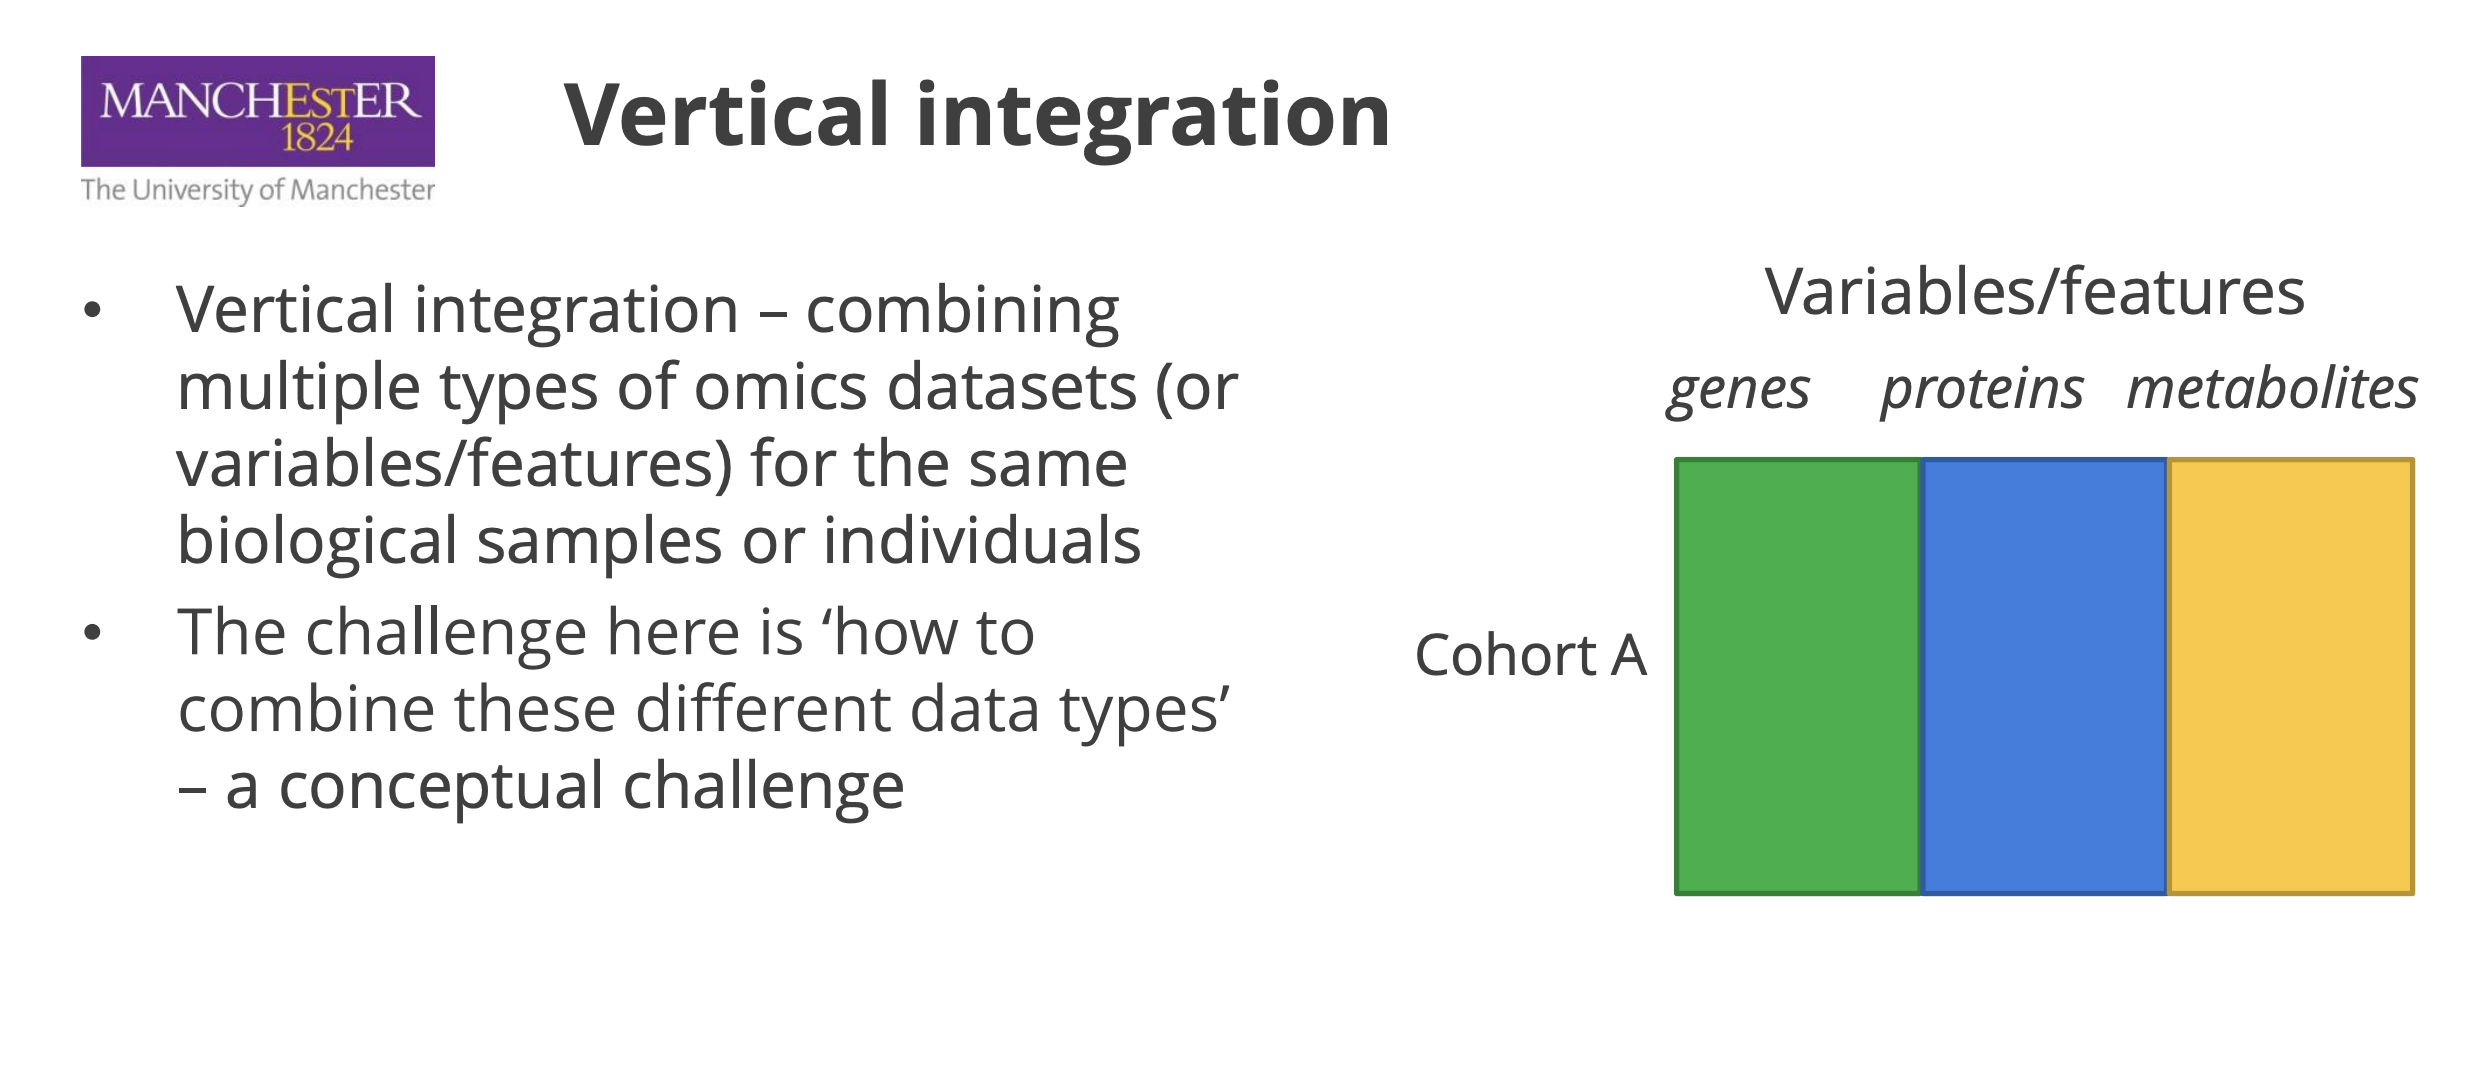 MANCHESTER
1824
The University of Manchester
Vertical integration
• Vertical integration – combining
multiple types of omics datasets (or
variables/features) for the same
biological samples or individuals
• The challenge here is ‘how to
combine these different data types’
– a conceptual challenge
Variables/features
genes proteins metabolites
Cohort A